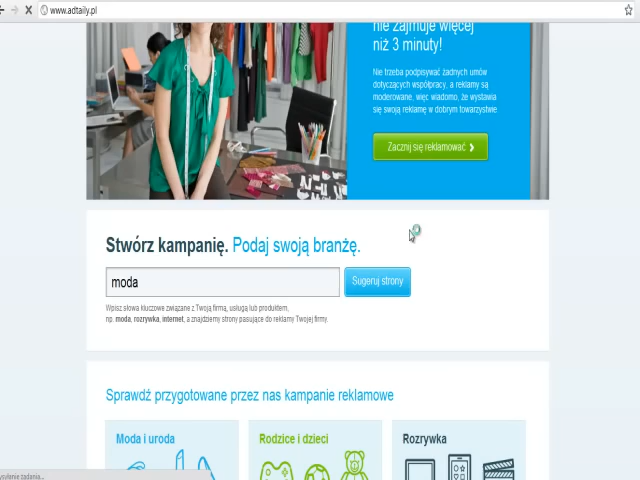 www.adtaily.pl
nie zajmuje więcej
niż 3 minuty!
Nie trzeba podpisywać żadnych umów
dotyczących współpracy, a reklamy są
moderowane, więc wiadomo, że wystawia
się swoją reklamę w dobrym towarzystwie.
Zacznij się reklamować
Stwórz kampanię. Podaj swoją branżę.
moda
Sugeruj strony
Wpisz słowa kluczowe związane z Twoją firmą, usługą lub produktem,
np. moda, rozrywka, internet, a znajdziemy strony pasujące do reklamy Twojej firmy.
Sprawdź przygotowane przez nas kampanie reklamowe
Moda i uroda
Rodzice i dzieci
Rozrywka
ysyłanie żądania...